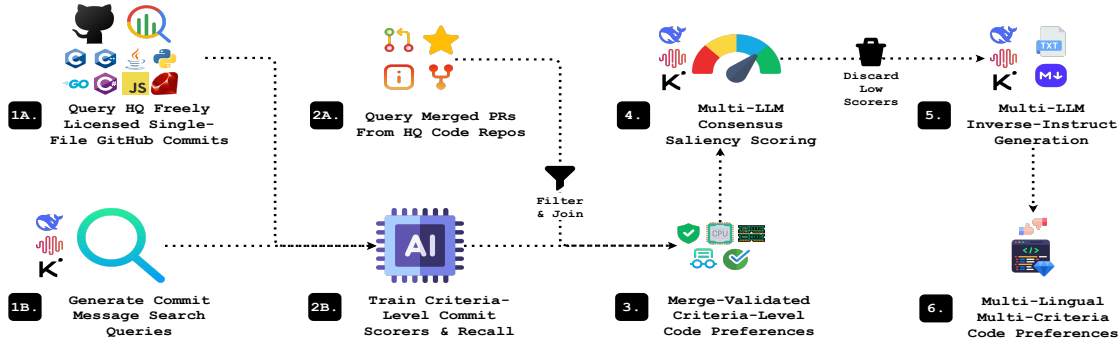 1A.
Query HQ Freely
Licensed Single-
File GitHub Commits
C
C
GO
C#
JS
2A.
Query Merged PRs
From HQ Code Repos
Filter
& Join
1B.
Generate Commit
Message Search
Queries
AI
2B.
Train Criteria-
Level Commit
Scorers & Recall
CPU
3.
Merge-Validated
Criteria-Level
Code Preferences
K
4.
Multi-LLM
Consensus
Saliency Scoring
Discard
Low
Scorers
K
TXT
M
5.
Multi-LLM
Inverse-Instruct
Generation
K
</>
6.
Multi-Lingual
Multi-Criteria
Code Preferences